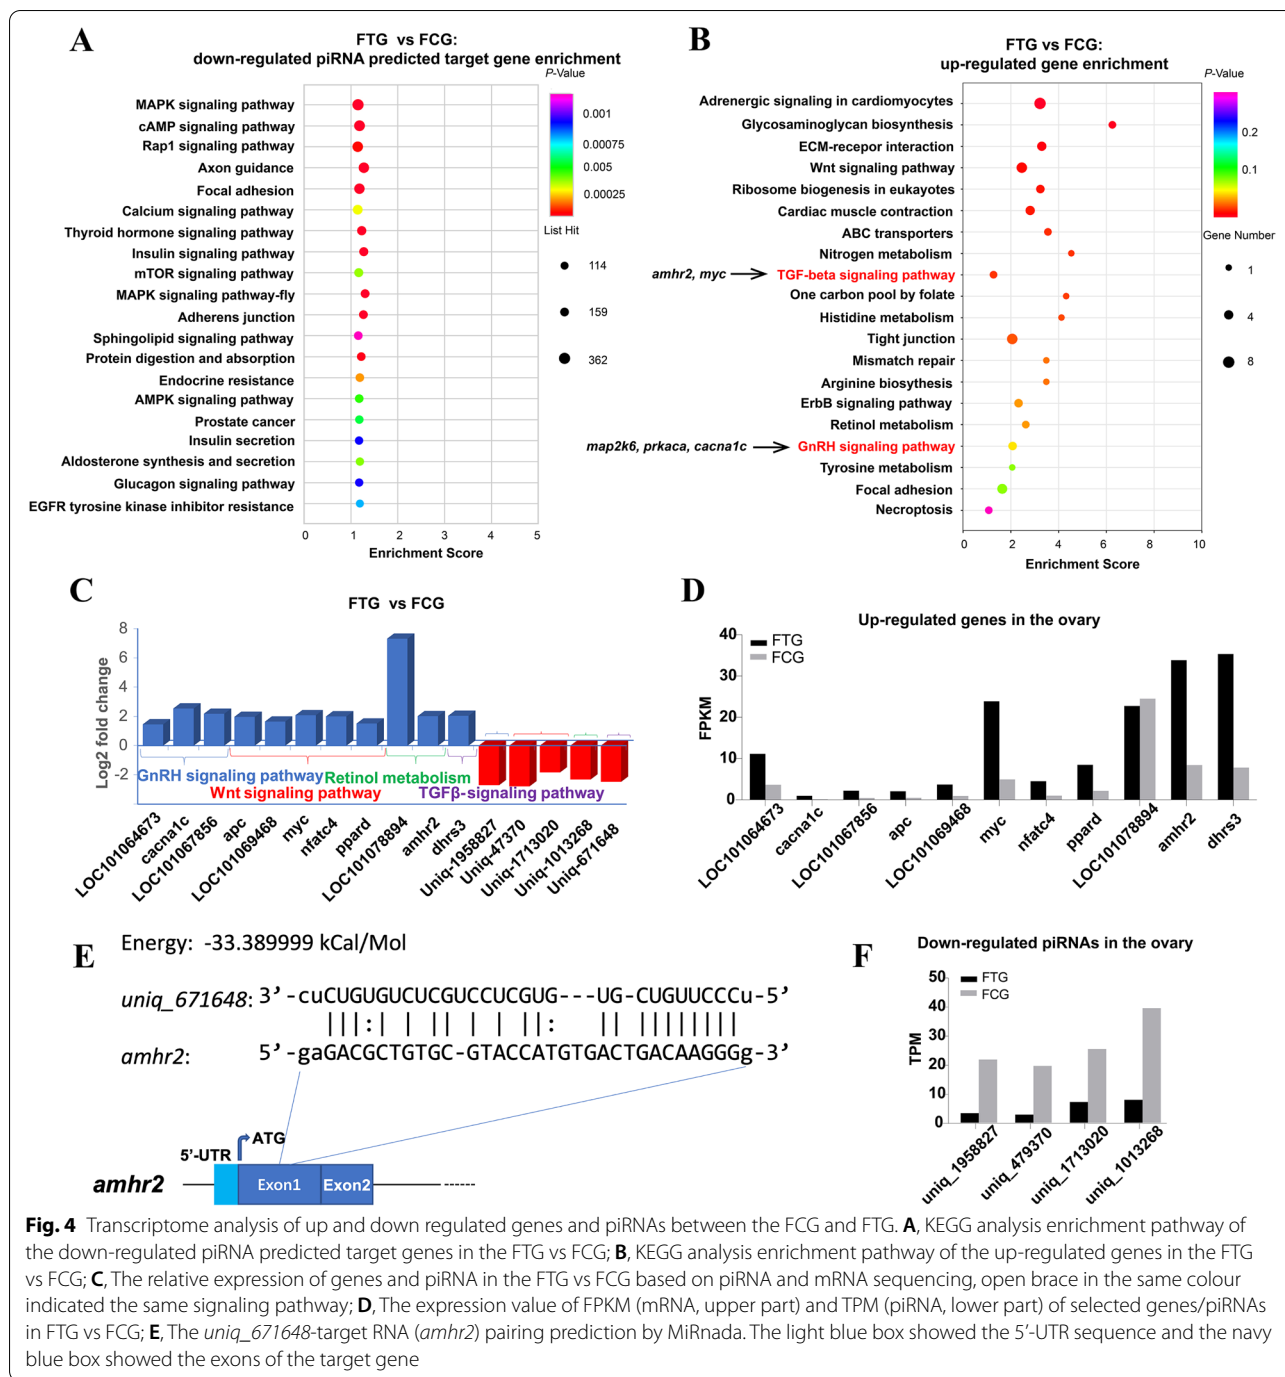 A
FTG vs FCG:
down-regulated piRNA predicted target gene enrichment
P-Value
MAPK signaling pathway
cAMP signaling pathway
Rap1 signaling pathway
Axon guidance
Focal adhesion
Calcium signaling pathway
Thyroid hormone signaling pathway
Insulin signaling pathway
mTOR signaling pathway
MAPK signaling pathway-fly
Adherens junction
Sphingolipid signaling pathway
Protein digestion and absorption
Endocrine resistance
AMPK signaling pathway
Prostate cancer
Insulin secretion
Aldosterone synthesis and secretion
Glucagon signaling pathway
EGFR tyrosine kinase inhibitor resistance
0 1 2 3 4 5
Enrichment Score
0.001
0.00075
0.005
0.00025
List Hit
114
159
362
B
FTG vs FCG:
up-regulated gene enrichment
P-Value
Adrenergic signaling in cardiomyocytes
Glycosaminoglycan biosynthesis
ECM-recepor interaction
Wnt signaling pathway
Ribosome biogenesis in eukayotes
Cardiac muscle contraction
ABC transporters
Nitrogen metabolism
amhr2, myc
TGF-beta signaling pathway
One carbon pool by folate
Histidine metabolism
Tight junction
Mismatch repair
Arginine biosythesis
ErbB signaling pathway
Retinol metabolism
map2k6, prkaca, cacna1c
GnRH signaling pathway
Tyrosine metabolism
Focal adhesion
Necroptosis
0 2 4 6 8 10
Enrichment Score
0.2
0.1
Gene Number
1
4
8
C
FTG vs FCG
Log2 fold change
8
6
4
2
0
-2
GnRH signaling pathway
Retinol metabolism
Wnt signaling pathway
TGFβ-signaling pathway
LOC101064673
cacna1c
LOC101067856
apc
LOC101069468
myc
nfatc4
ppard
LOC101078894
amhr2
dhrs3
Uniq-1958827
Uniq-47370
Uniq-1713020
Uniq-1013268
Uniq-671648
D
Up-regulated genes in the ovary
FTG
FCG
FPKM
40
30
20
10
0
LOC101064673
cacna1c
LOC101067856
apc
LOC101069468
myc
nfatc4
ppard
LOC101078894
amhr2
dhrs3
E
Energy: -33.389999 kCal/Mol
uniq_671648: 3’-cuCUGUGUCUCGUCCUCGUG---UG-CUGUUCCCu-5’
|||:| | || | | ||: || ||||||||
amhr2: 5’-gaGACGCTGTGC-GTACCATGTGACTGACAAGGGg-3’
5’-UTR
ATG
amhr2
Exon1
Exon2
F
Down-regulated piRNAs in the ovary
FTG
FCG
TPM
50
40
30
20
10
0
uniq_1958827
uniq_479370
uniq_1713020
uniq_1013268
Fig. 4 Transcriptome analysis of up and down regulated genes and piRNAs between the FCG and FTG. A, KEGG analysis enrichment pathway of
the down-regulated piRNA predicted target genes in the FTG vs FCG; B, KEGG analysis enrichment pathway of the up-regulated genes in the FTG
vs FCG; C, The relative expression of genes and piRNA in the FTG vs FCG based on piRNA and mRNA sequencing, open brace in the same colour
indicated the same signaling pathway; D, The expression value of FPKM (mRNA, upper part) and TPM (piRNA, lower part) of selected genes/piRNAs
in FTG vs FCG; E, The uniq_671648-target RNA (amhr2) pairing prediction by MiRnada. The light blue box showed the 5’-UTR sequence and the navy
blue box showed the exons of the target gene